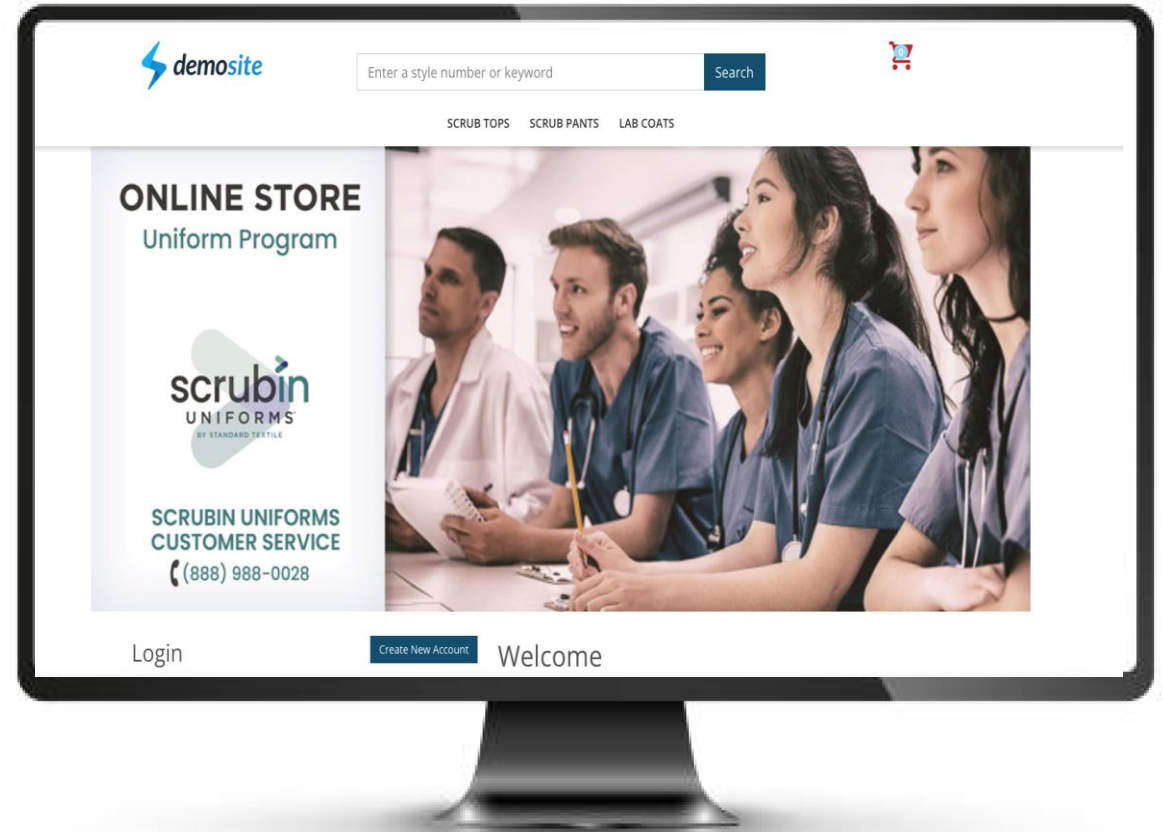 demosite
Enter a style number or keyword
Search
0
SCRUB TOPS SCRUB PANTS LAB COATS
ONLINE STORE
Uniform Program
scrubin
UNIFORMS
BY STANDARD TEXTILE
SCRUBIN UNIFORMS
CUSTOMER SERVICE
(888) 988-0028
Login
Create New Account
Welcome